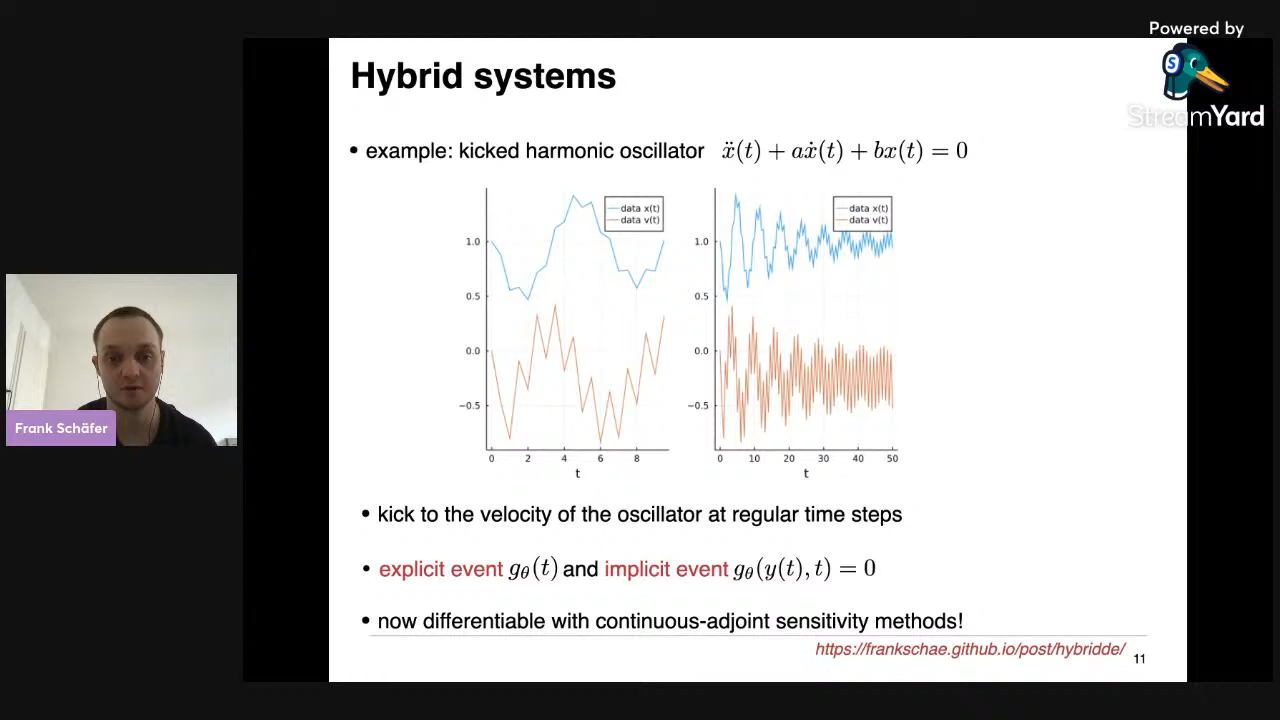 Powered by
StreamYard
Hybrid systems
• example: kicked harmonic oscillator ẍ(t) + aẋ(t) + bx(t) = 0
data x(t)
data v(t)
1.0
0.5
0.0
−0.5
0 2 4 6 8
t
data x(t)
data v(t)
1.0
0.5
0.0
−0.5
0 10 20 30 40 50
t
Frank Schäfer
• kick to the velocity of the oscillator at regular time steps
• explicit event gθ(t) and implicit event gθ(y(t), t) = 0
• now differentiable with continuous-adjoint sensitivity methods!
https://frankschae.github.io/post/hybridde/
11